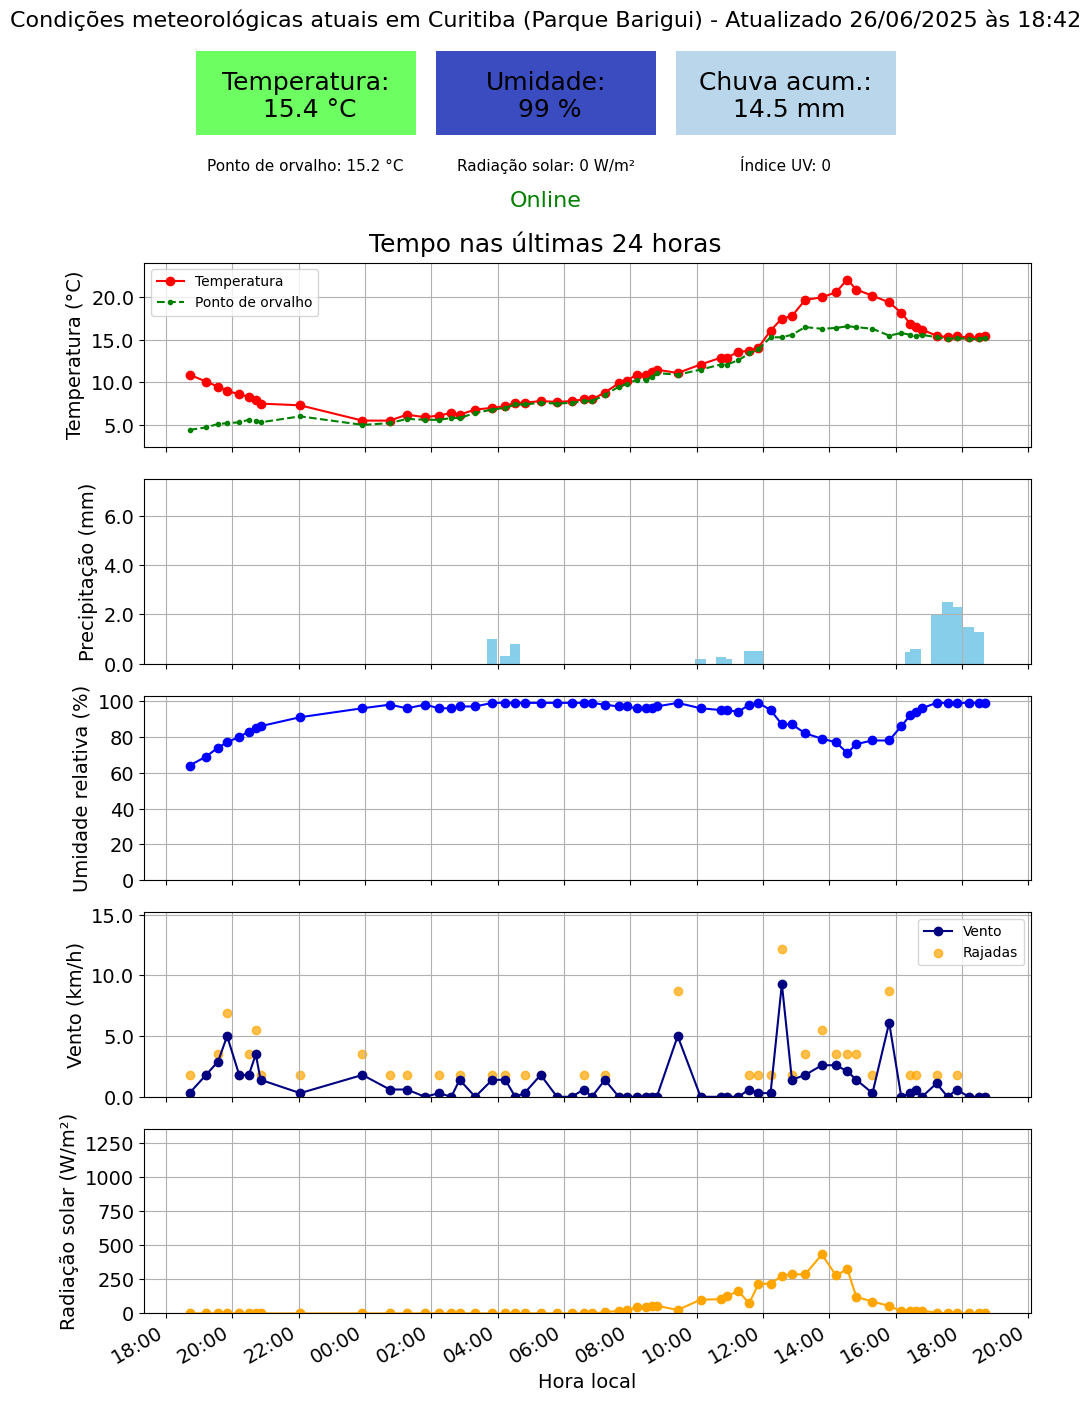 Condições meteorológicas atuais em Curitiba (Parque Barigui) - Atualizado 26/06/2025 às 18:42
Temperatura:
15.4 °C
Umidade:
99 %
Chuva acum.:
14.5 mm
Ponto de orvalho: 15.2 °C
Radiação solar: 0 W/m²
Índice UV: 0
Online
Tempo nas últimas 24 horas
Temperatura (°C)
20.0
15.0
10.0
5.0
Temperatura
Ponto de orvalho
Precipitação (mm)
6.0
4.0
2.0
0.0
Umidade relativa (%)
100
80
60
40
20
0
Vento (km/h)
15.0
10.0
5.0
0.0
Vento
Rajadas
Radiação solar (W/m²)
1250
1000
750
500
250
0
18:00
20:00
22:00
00:00
02:00
04:00
06:00
08:00
10:00
12:00
14:00
16:00
18:00
20:00
Hora local